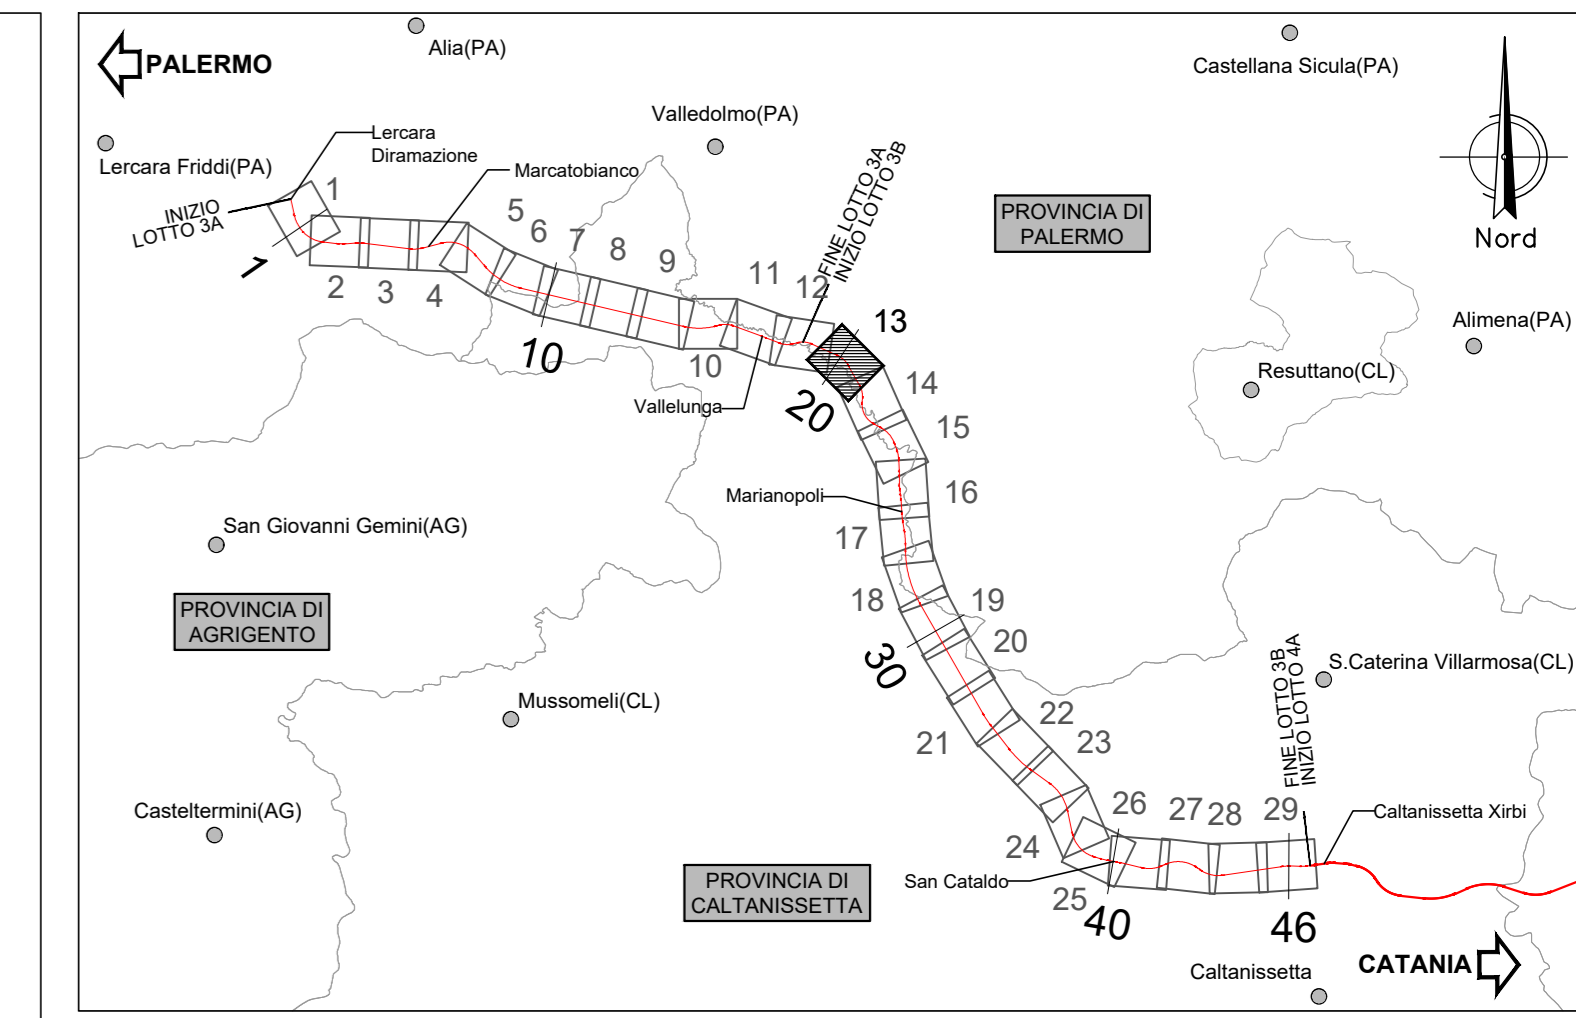 PALERMO
Alia(PA)
Castellana Sicula(PA)
Valledolmo(PA)
Lercara
Diramazione
Lercara Friddi(PA)
Marcatobianco
INIZIO
LOTTO 3A
FINE LOTTO 3A
INIZIO LOTTO 3B
PROVINCIA DI
PALERMO
Nord
1
1
2
3
4
5
6
7
8
9
10
10
11
12
13
20
14
15
Vallelunga
Alimena(PA)
Resuttano(CL)
Marianopoli
16
17
San Giovanni Gemini(AG)
PROVINCIA DI
AGRIGENTO
18
19
20
30
Mussomeli(CL)
21
22
23
FINE LOTTO 3B
INIZIO LOTTO 4A
S.Caterina Villarmosa(CL)
Casteltermini(AG)
24
25
26
27
28
29
Caltanissetta Xirbi
San Cataldo
PROVINCIA DI
CALTANISSETTA
40
46
CATANIA
Caltanissetta